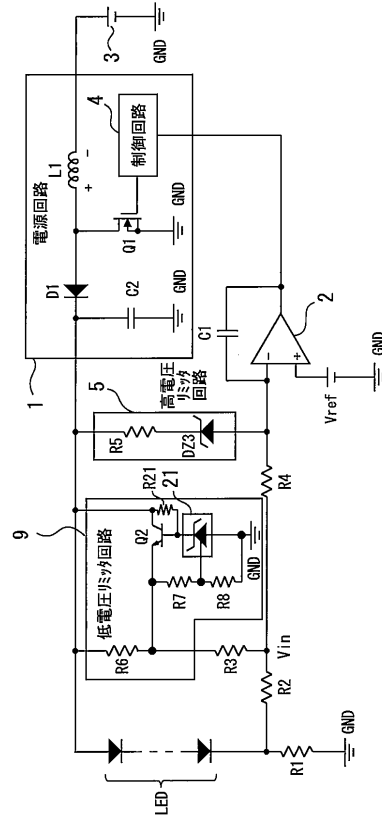 電源回路
1
D1
L1
+
-
3
GND
制御回路
4
Q1
GND
C2
GND
高電圧リミッタ
回路
5
R5
DZ3
C1
-
+
2
Vref
GND
低電圧リミッタ回路
9
R21
Q2
21
R6
R7
R8
GND
R3
R4
Vin
R2
R1
GND
LED